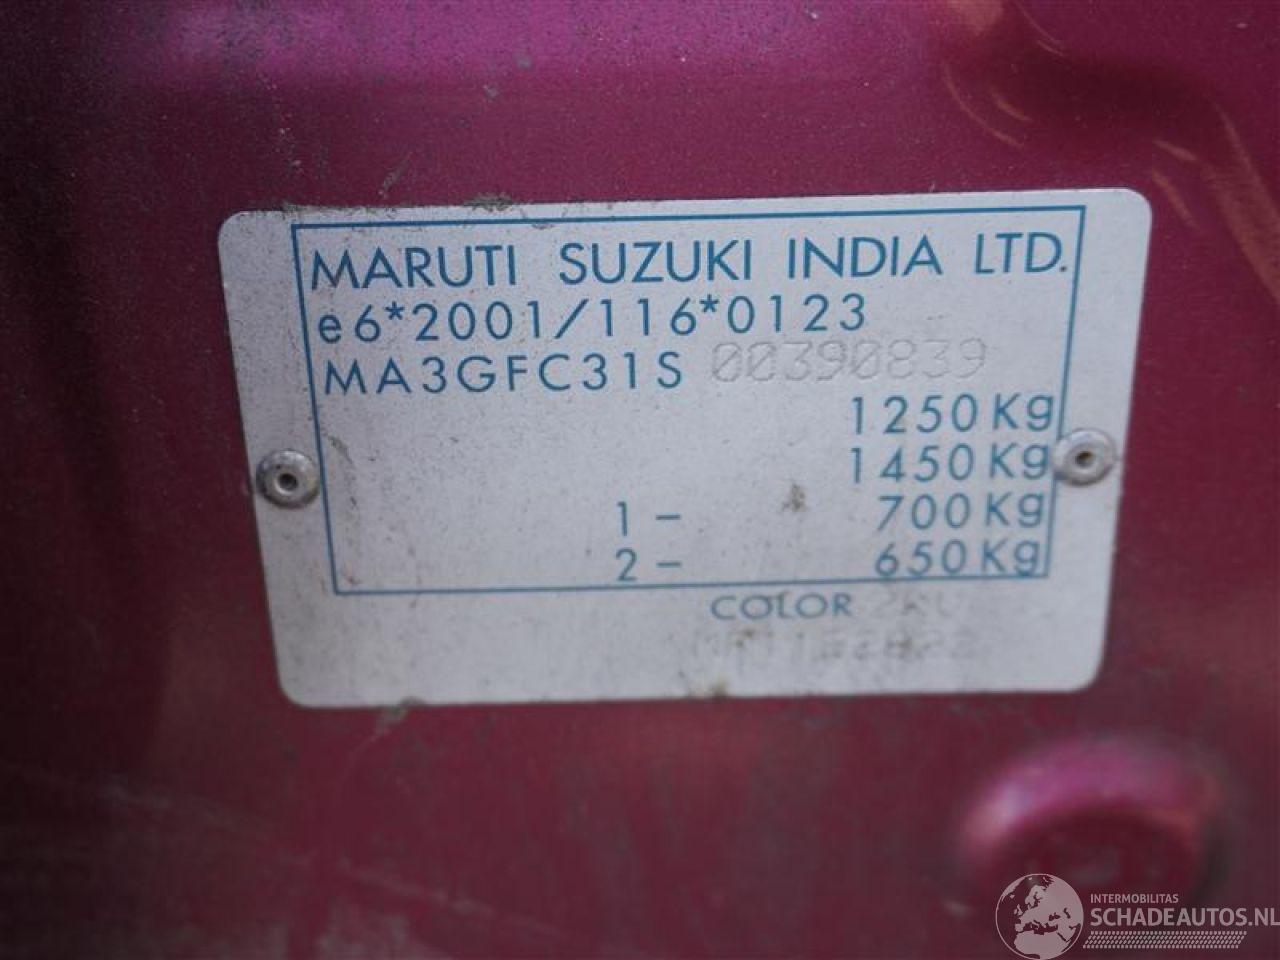 MARUTI SUZUKI INDIA LTD.
e6*2001/116*0123
MA3GFC31S 00390839
1250Kg
1450Kg
1- 700Kg
2- 650Kg
COLOR
INTERMOBILITAS
SCHADEAUTOS.NL